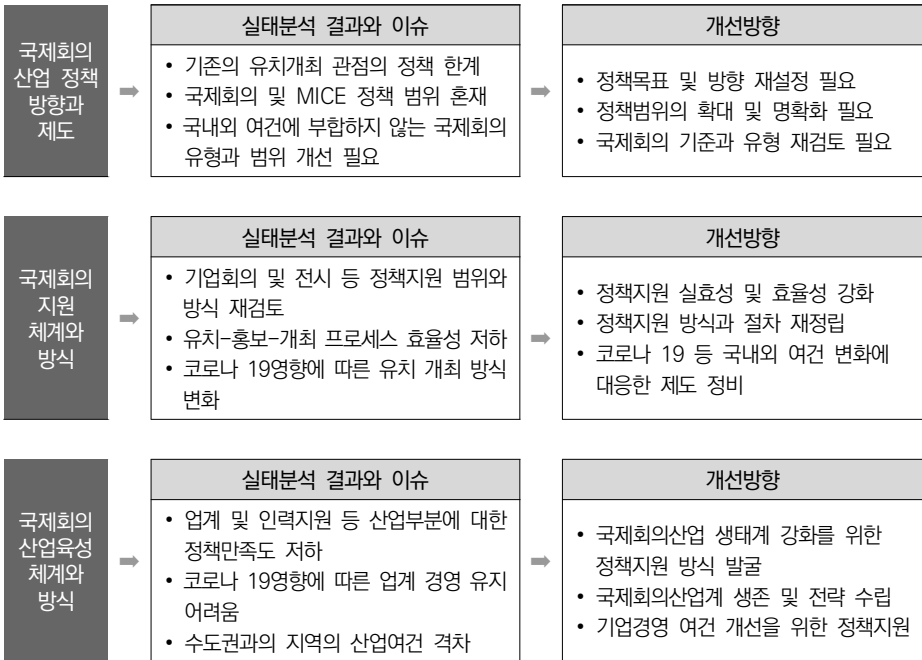 국제회의
산업 정책
방향과
제도
실태분석 결과와 이슈
• 기존의 유치개최 관점의 정책 한계
• 국제회의 및 MICE 정책 범위 혼재
• 국내외 여건에 부합하지 않는 국제회의
유형과 범위 개선 필요
개선방향
• 정책목표 및 방향 재설정 필요
• 정책범위의 확대 및 명확화 필요
• 국제회의 기준과 유형 재검토 필요
국제회의
지원
체계와
방식
실태분석 결과와 이슈
• 기업회의 및 전시 등 정책지원 범위와
방식 재검토
• 유치-홍보-개최 프로세스 효율성 저하
• 코로나 19영향에 따른 유치 개최 방식
변화
개선방향
• 정책지원 실효성 및 효율성 강화
• 정책지원 방식과 절차 재정립
• 코로나 19 등 국내외 여건 변화에
대응한 제도 정비
국제회의
산업육성
체계와
방식
실태분석 결과와 이슈
• 업계 및 인력지원 등 산업부분에 대한
정책만족도 저하
• 코로나 19영향에 따른 업계 경영 유지
어려움
• 수도권과의 지역의 산업여건 격차
개선방향
• 국제회의산업 생태계 강화를 위한
정책지원 방식 발굴
• 국제회의산업계 생존 및 전략 수립
• 기업경영 여건 개선을 위한 정책지원